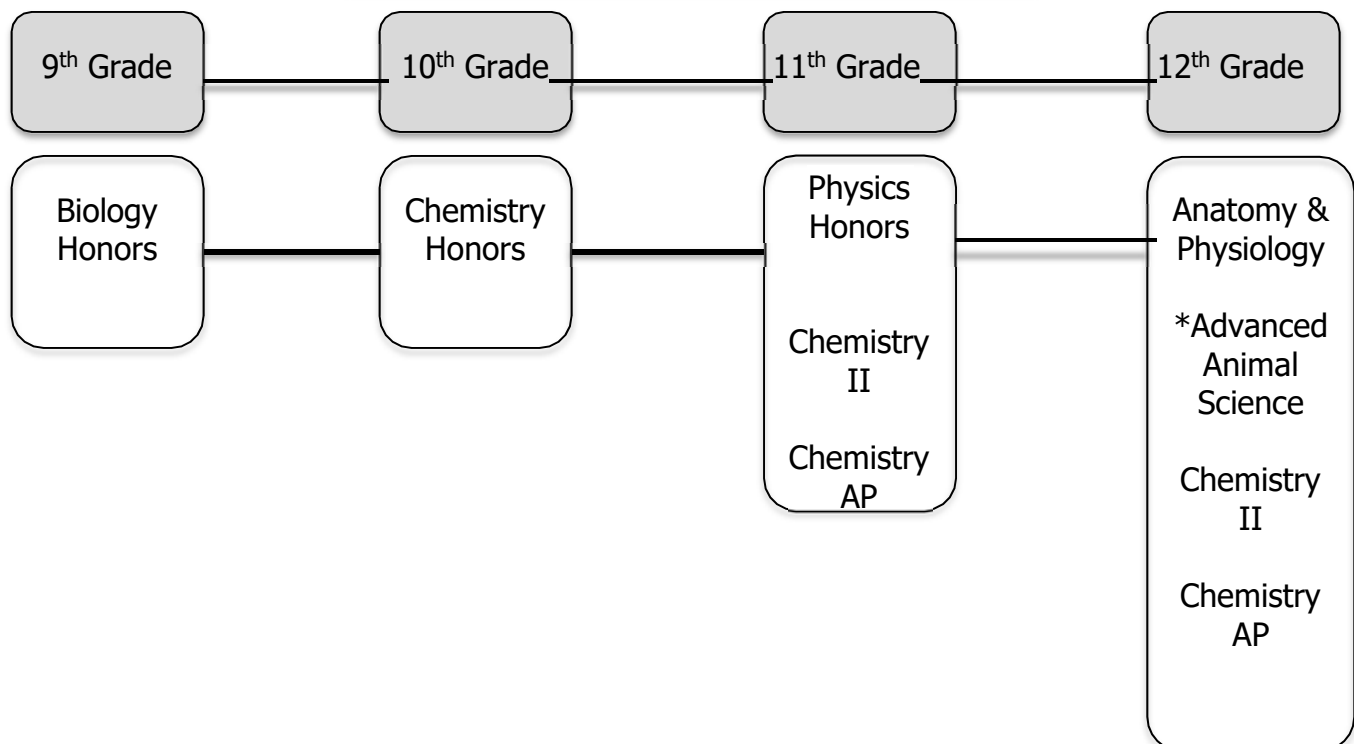 9th Grade
10th Grade
11th Grade
12th Grade
Biology
Honors
Chemistry
Honors
Physics
Honors
Chemistry
II
Chemistry
AP
Anatomy &
Physiology
*Advanced
Animal
Science
Chemistry
II
Chemistry
AP